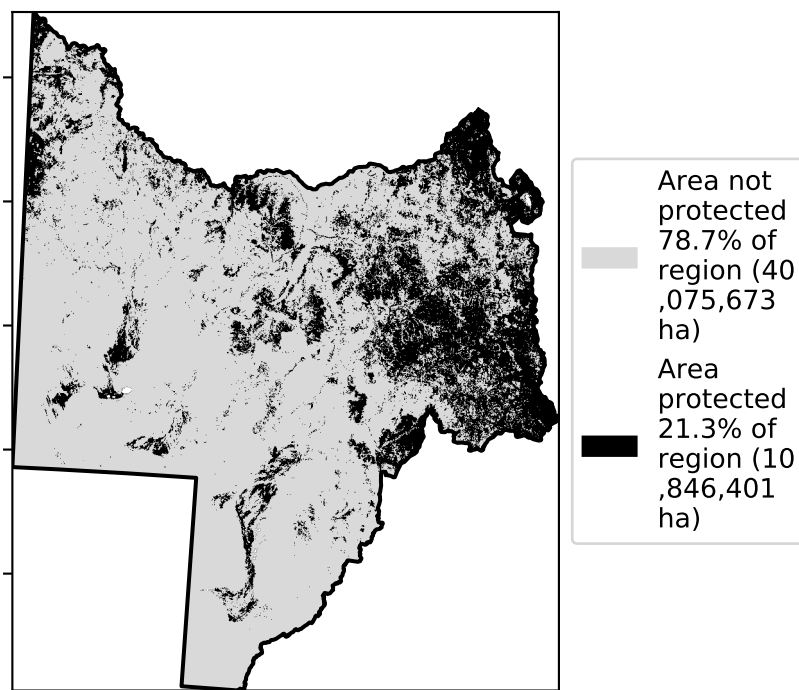 Area not
protected
78.7% of
region (40
,075,673
ha)
Area
protected
21.3% of
region (10
,846,401
ha)